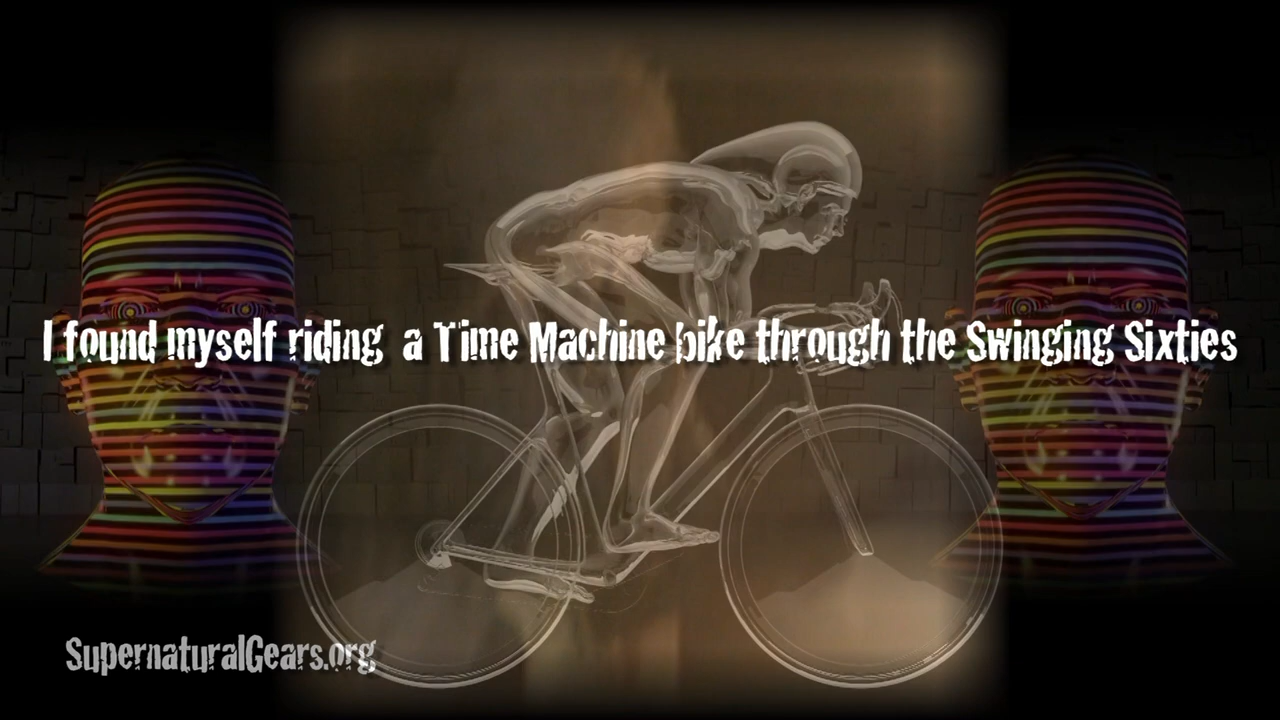 I found myself riding  a Time Machine bike through the Swinging Sixties
SupernaturalGears.org